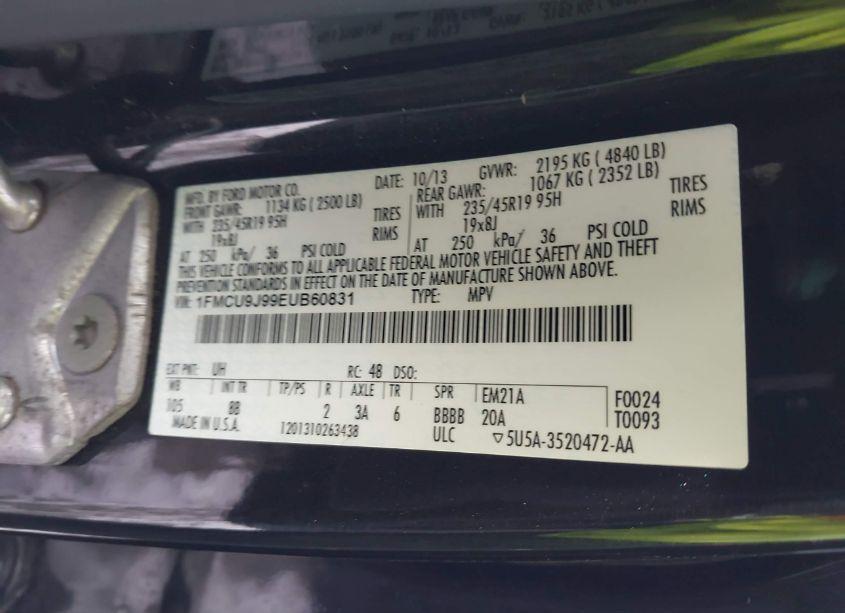 MFD. BY FORD MOTOR CO.
DATE: 10/13 GVWR: 2195 KG ( 4840 LB)
FRONT GAWR: 1134 KG ( 2500 LB) REAR GAWR: 1067 KG ( 2352 LB)
WITH 235/45R19 95H TIRES WITH 235/45R19 95H TIRES
19x8J RIMS 19x8J RIMS
AT 250 kPa/ 36 PSI COLD AT 250 kPa/ 36 PSI COLD
THIS VEHICLE CONFORMS TO ALL APPLICABLE FEDERAL MOTOR VEHICLE SAFETY AND THEFT
PREVENTION STANDARDS IN EFFECT ON THE DATE OF MANUFACTURE SHOWN ABOVE.
VIN: 1FMCU9J99EUB60831 TYPE: MPV
EXT PNT: UH RC: 48 DSO:
WB INT TR TP/PS R AXLE TR SPR EM21A F0024
105 2 3A 6 BBBB 20A T0093
MADE IN U.S.A. 1201310263438 ULC 5U5A-3520472-AA